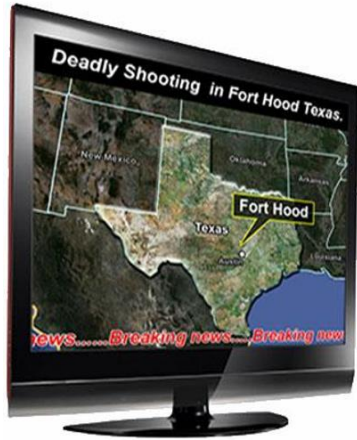 Deadly Shooting in Fort Hood Texas.
New Mexico
Oklahoma
Arkansas
Fort Hood
Texas
Austin
Louisiana
ews......Breaking news....Breaking new